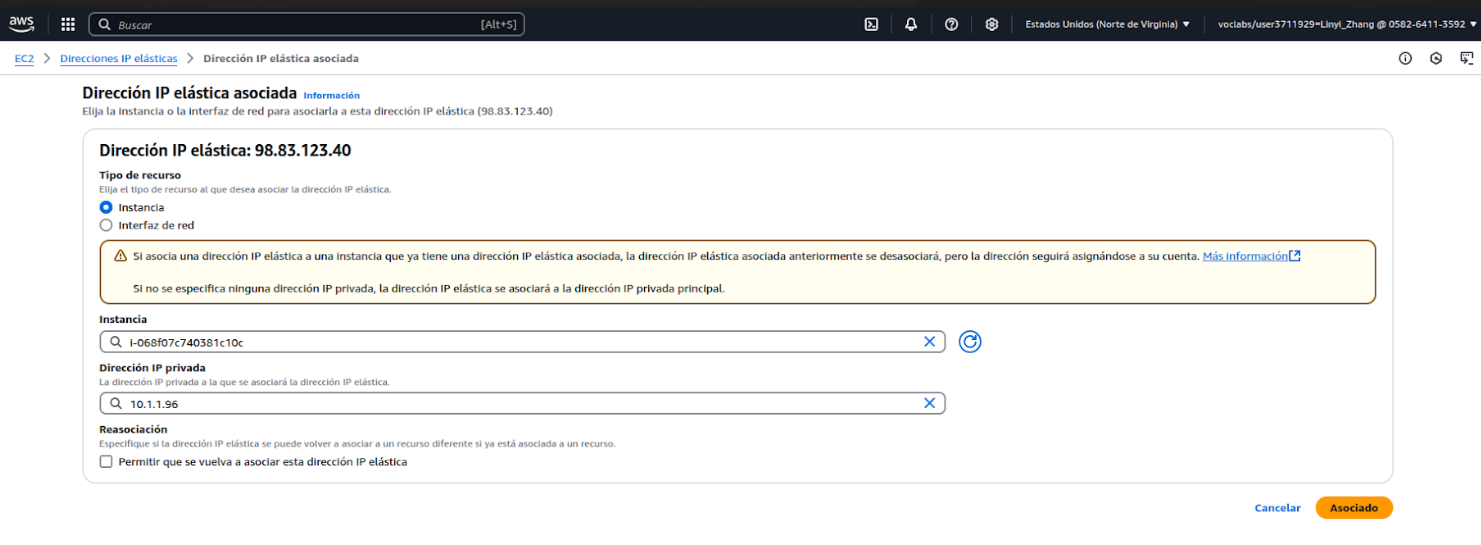 aws
Buscar
[Alt+S]
Estados Unidos (Norte de Virginia)
voclabs/user3711929=Linyi_Zhang @ 0582-6411-3592
EC2
Direcciones IP elásticas
Dirección IP elástica asociada
Dirección IP elástica asociada Información
Elija la instancia o la interfaz de red para asociarla a esta dirección IP elástica (98.83.123.40)
Dirección IP elástica: 98.83.123.40
Tipo de recurso
Elija el tipo de recurso al que desea asociar la dirección IP elástica.
Instancia
Interfaz de red
Si asocia una dirección IP elástica a una instancia que ya tiene una dirección IP elástica asociada, la dirección IP elástica asociada anteriormente se desasociará, pero la dirección seguirá asignándose a su cuenta. Más información
Si no se especifica ninguna dirección IP privada, la dirección IP elástica se asociará a la dirección IP privada principal.
Instancia
i-068f07c740381c10c
Dirección IP privada
La dirección IP privada a la que se asociará la dirección IP elástica.
10.1.1.96
Reasociación
Especifique si la dirección IP elástica se puede volver a asociar a un recurso diferente si ya está asociada a un recurso.
Permitir que se vuelva a asociar esta dirección IP elástica
Cancelar
Asociado